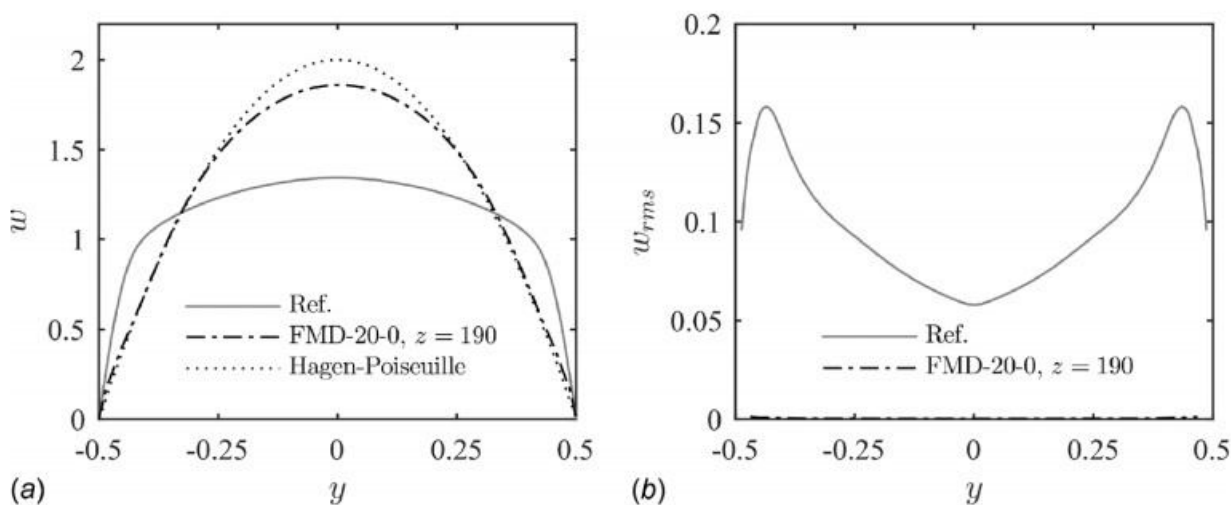 2
1.5
1
0.5
0
w
-0.5 -0.25 0 0.25 0.5
y
Ref.
FMD-20-0, z = 190
Hagen-Poiseuille
(a)
0.2
0.15
0.1
0.05
0
w_{rms}
-0.5 -0.25 0 0.25 0.5
y
Ref.
FMD-20-0, z = 190
(b)